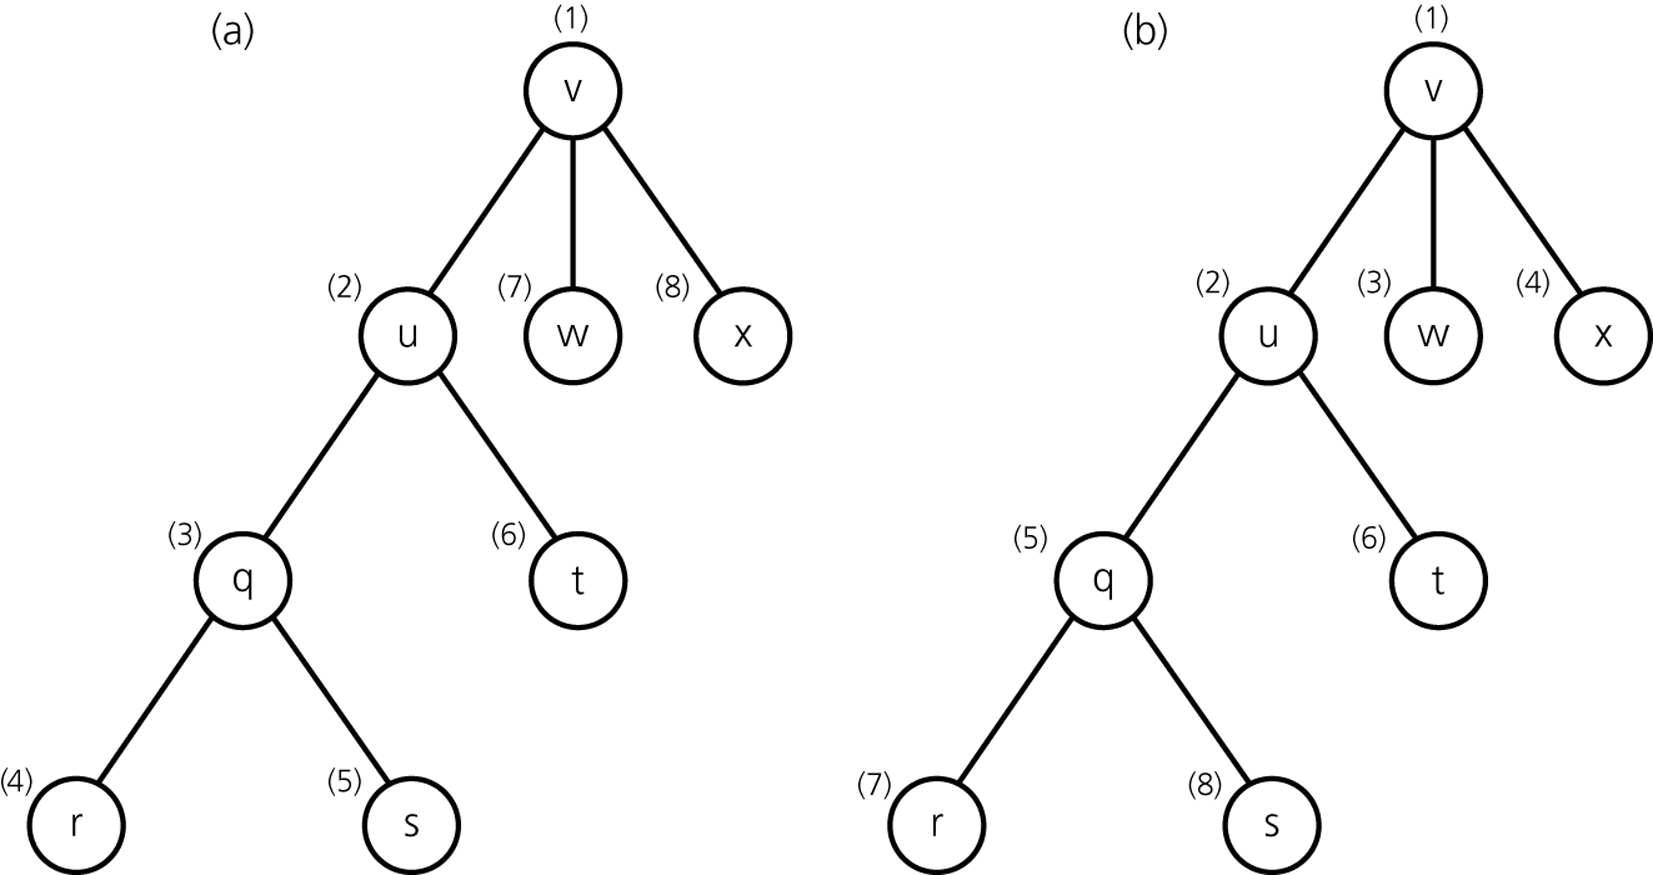 (a)
(1)
v
(2)
u
(7)
w
(8)
x
(3)
q
(6)
t
(4)
r
(5)
s
(b)
(1)
v
(2)
u
(3)
w
(4)
x
(5)
q
(6)
t
(7)
r
(8)
s